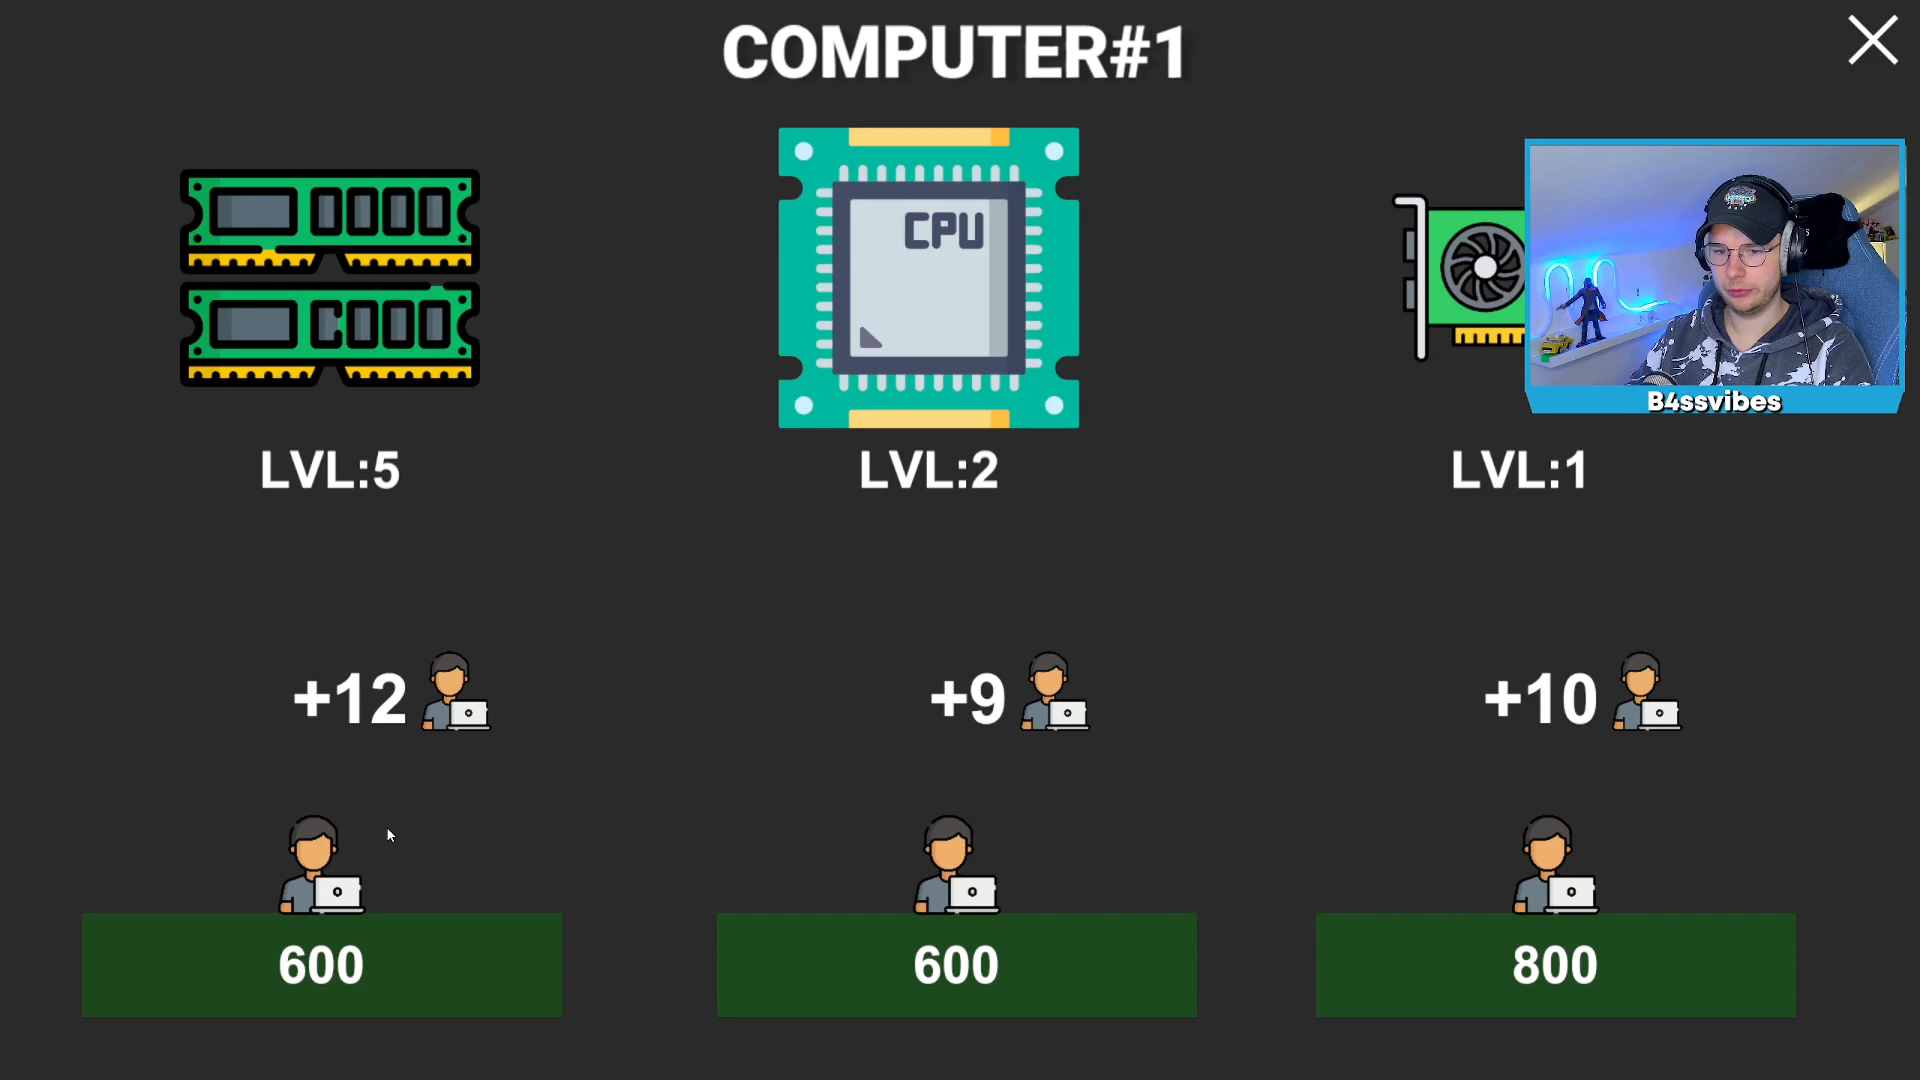 COMPUTER#1
CPU
B4ssvibes
LVL:5
LVL:2
LVL:1
+12
+9
+10
600
600
800